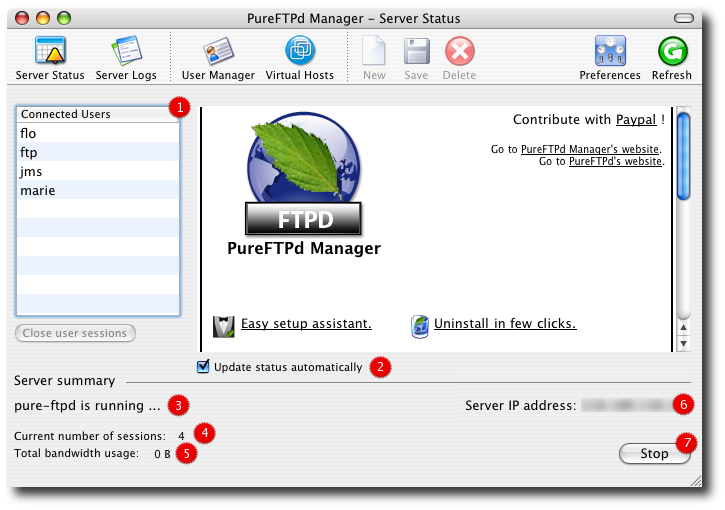 PureFTPd Manager - Server Status
Server Status Server Logs User Manager Virtual Hosts New Save Delete Preferences Refresh
Connected Users 1
flo
ftp
jms
marie
Close user sessions
Contribute with Paypal !
Go to PureFTPd Manager's website.
Go to PureFTPd's website.
FTPD
PureFTPd Manager
Easy setup assistant. Uninstall in few clicks.
Update status automatically 2
Server summary
pure-ftpd is running ... 3
Server IP address: 6
Current number of sessions: 4 4
Total bandwidth usage: 0 B 5
Stop 7